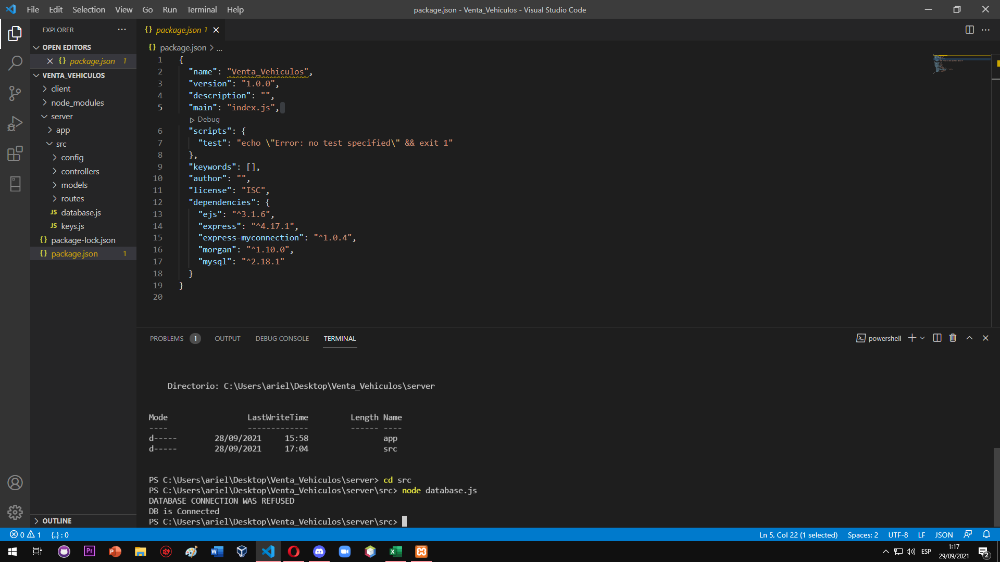 File Edit Selection View Go Run Terminal Help
package.json - Venta_Vehiculos - Visual Studio Code
EXPLORER
OPEN EDITORS
package.json 1
VENTA_VEHICULOS
client
node_modules
server
app
src
config
controllers
models
routes
JS database.js
JS keys.js
{} package-lock.json
{} package.json 1
OUTLINE
{} package.json 1
{} package.json > ...
1 {
2 "name": "Venta_Vehiculos",
3 "version": "1.0.0",
4 "description": "",
5 "main": "index.js",
Debug
6 "scripts": {
7 "test": "echo \"Error: no test specified\" && exit 1"
8 },
9 "keywords": [],
10 "author": "",
11 "license": "ISC",
12 "dependencies": {
13 "ejs": "^3.1.6",
14 "express": "^4.17.1",
15 "express-myconnection": "^1.0.4",
16 "morgan": "^1.10.0",
17 "mysql": "^2.18.1"
18 }
19 }
20
PROBLEMS 1 OUTPUT DEBUG CONSOLE TERMINAL
powershell
Directorio: C:\Users\ariel\Desktop\Venta_Vehiculos\server
Mode LastWriteTime Length Name
---- ------------- ------ ----
d----- 28/09/2021 15:58 app
d----- 28/09/2021 17:04 src
PS C:\Users\ariel\Desktop\Venta_Vehiculos\server> cd src
PS C:\Users\ariel\Desktop\Venta_Vehiculos\server\src> node database.js
DATABASE CONNECTION WAS REFUSED
DB is Connected
PS C:\Users\ariel\Desktop\Venta_Vehiculos\server\src>
0 1 {..} : 0
Ln 5, Col 22 (1 selected) Spaces: 2 UTF-8 LF JSON
Pr
P
W
X
ESP
1:17
29/09/2021
2